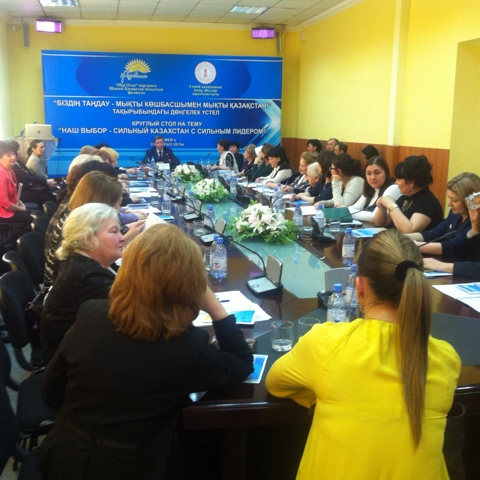 "Нұр Отан" партиясы
"БІЗДІҢ ТАҢДАУ - МЫҚТЫ КӨШБАСШЫМЕН МЫҚТЫ ҚАЗАҚСТАН"
ТАҚЫРЫБЫНДАҒЫ ДӨҢГЕЛЕК ҮСТЕЛ
КРУГЛЫЙ СТОЛ НА ТЕМУ
"НАШ ВЫБОР - СИЛЬНЫЙ КАЗАХСТАН С СИЛЬНЫМ ЛИДЕРОМ"